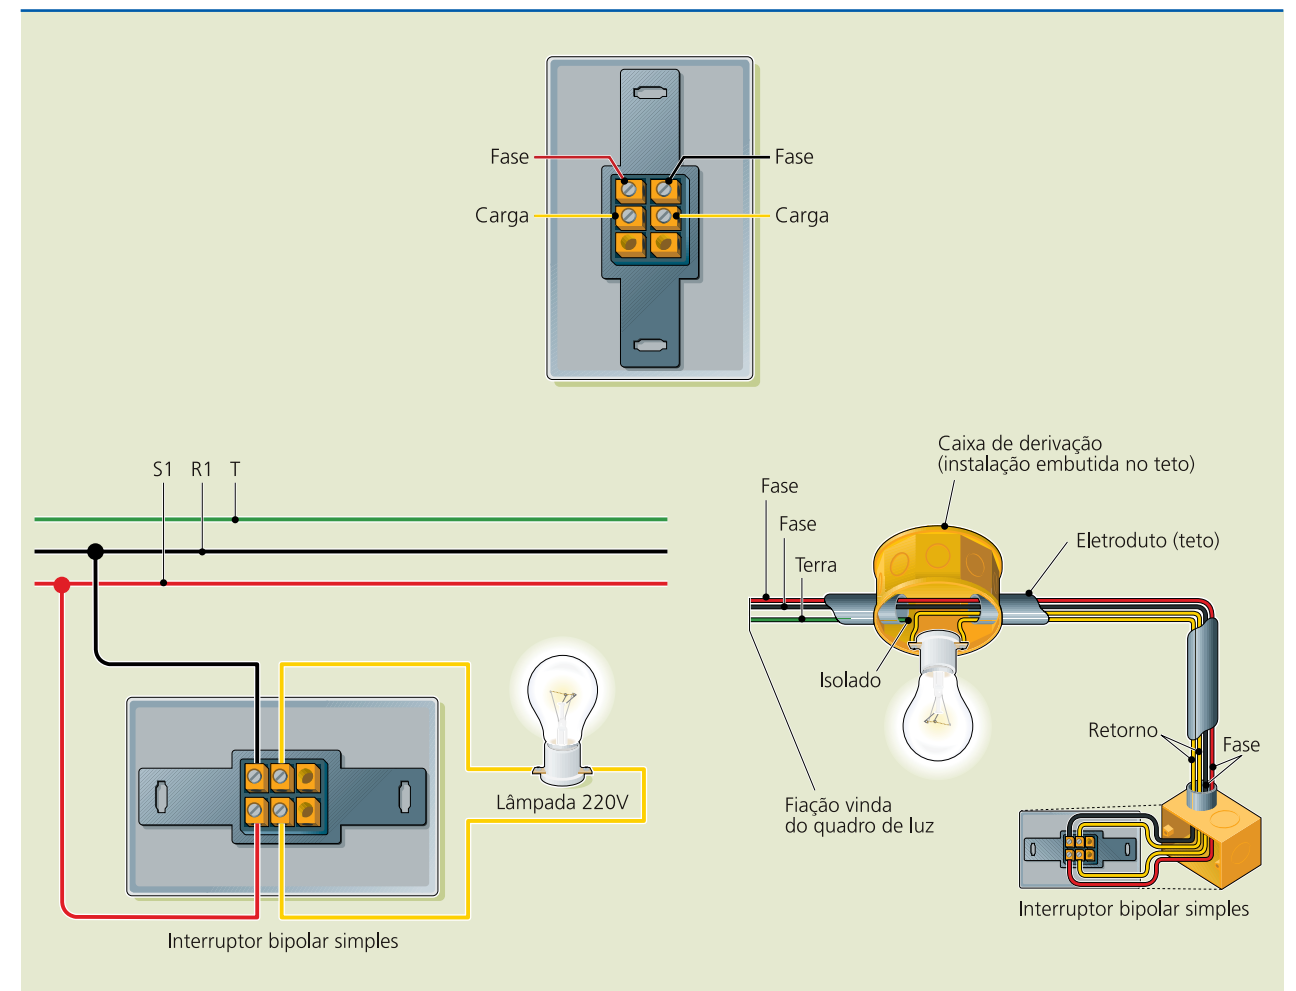 Fase
Fase
Carga
Carga
S1 R1 T
Lâmpada 220V
Interruptor bipolar simples
Caixa de derivação
(instalação embutida no teto)
Fase
Fase
Terra
Eletroduto (teto)
Isolado
Retorno
Fase
Fiação vinda
do quadro de luz
Interruptor bipolar simples